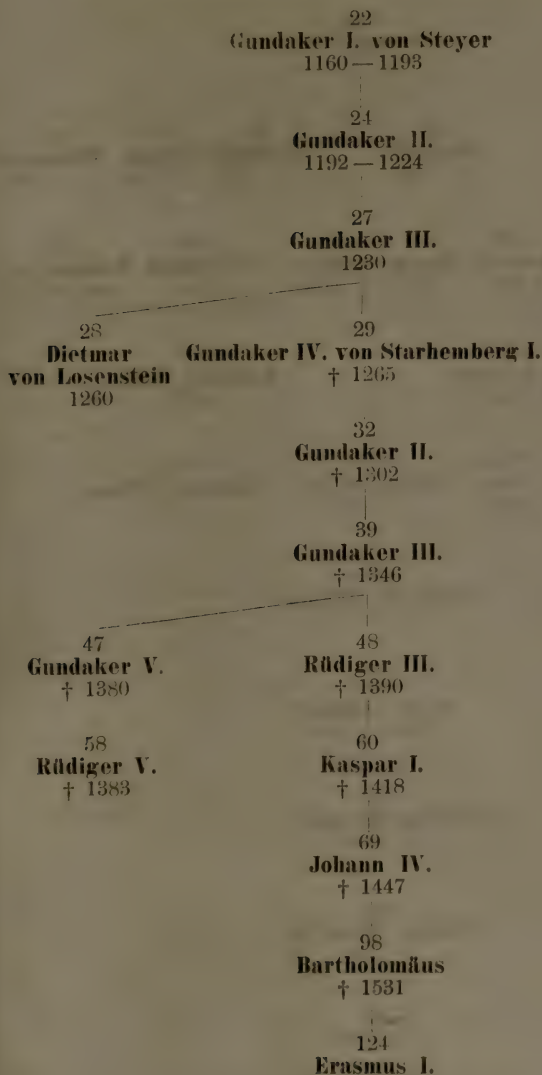 22
Gundaker I. von Steyer
1160 — 1193
24
Gundaker II.
1192 — 1224
27
Gundaker III.
1230
28
Dietmar
von Losenstein
1260
29
Gundaker IV. von Starhemberg I.
† 1265
32
Gundaker II.
† 1302
39
Gundaker III.
† 1346
47
Gundaker V.
† 1380
48
Rüdiger III.
† 1390
58
Rüdiger V.
† 1383
60
Kaspar I.
† 1418
69
Johann IV.
† 1447
98
Bartholomäus
† 1531
124
Erasmus I.